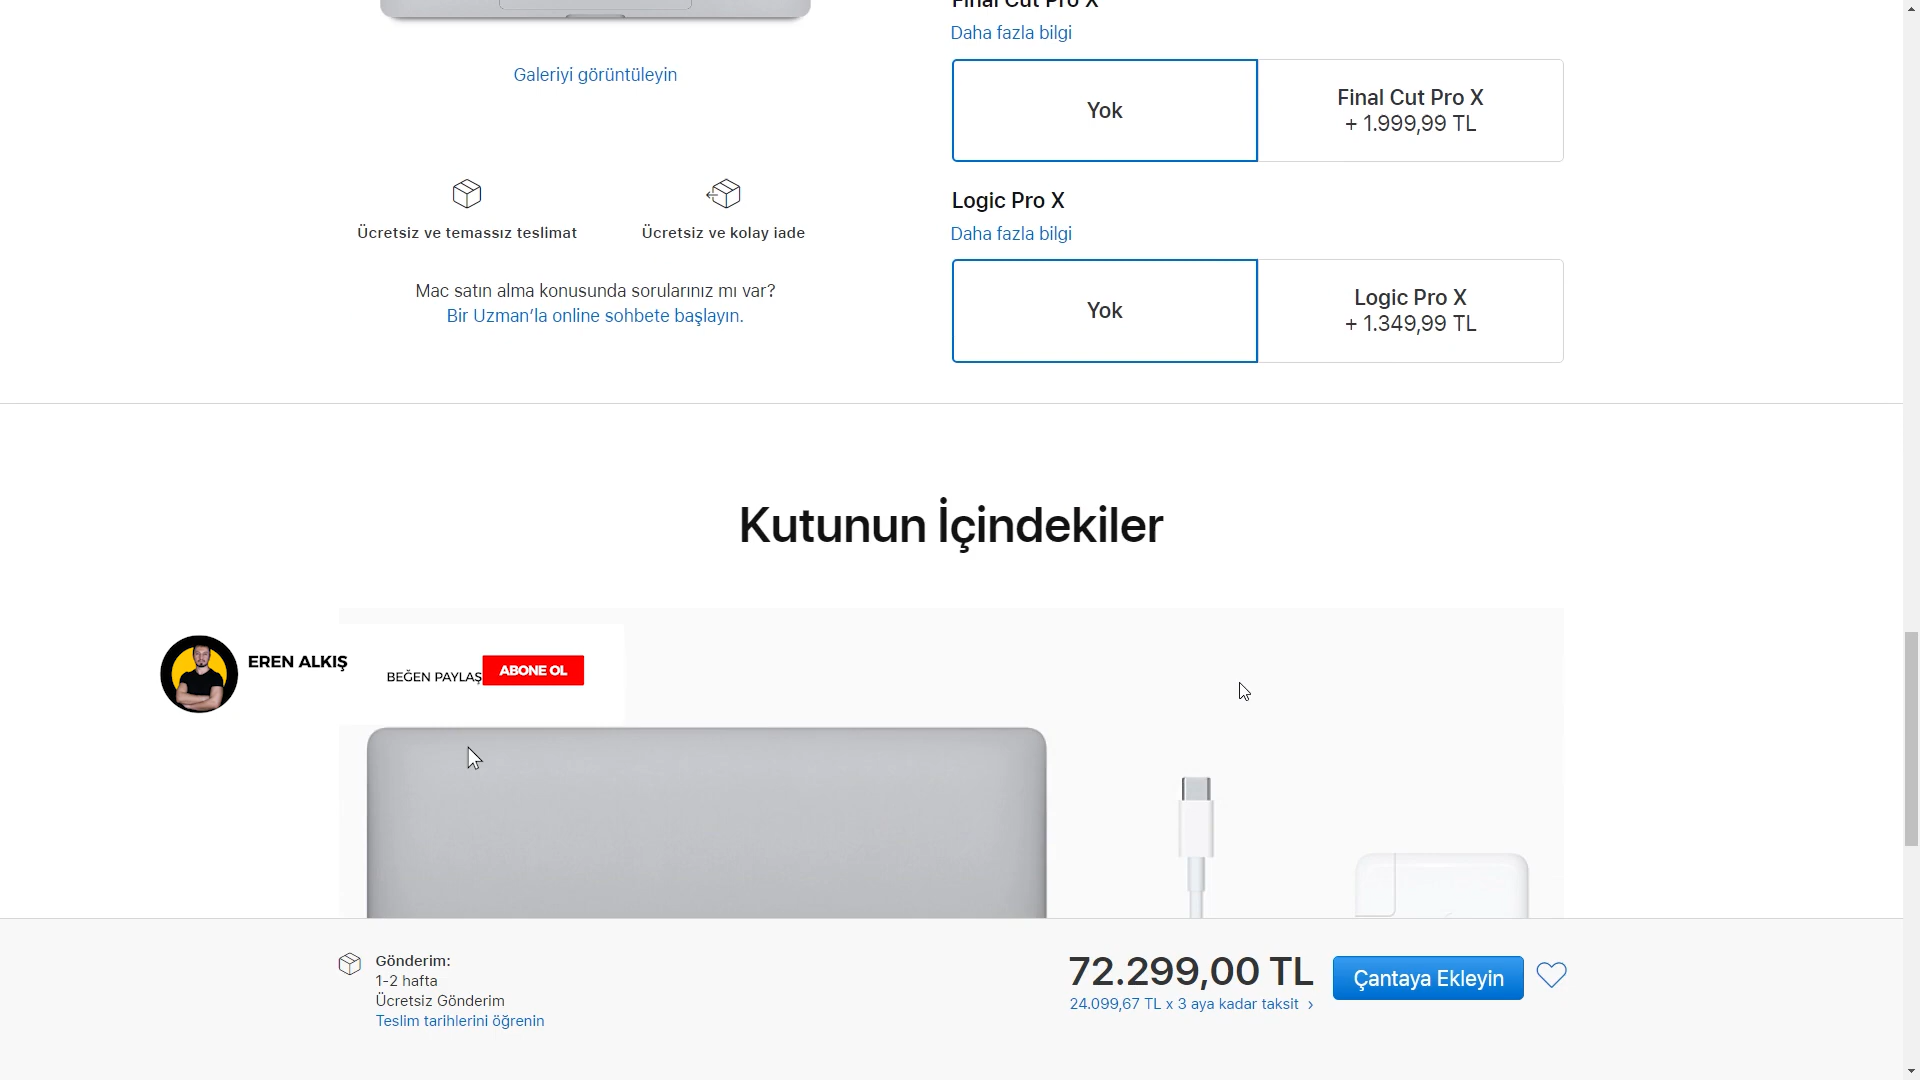 Final Cut Pro X
Daha fazla bilgi
Galeriyi görüntüleyin
Yok
Final Cut Pro X
+ 1.999,99 TL
Logic Pro X
Daha fazla bilgi
Ücretsiz ve temassız teslimat
Ücretsiz ve kolay iade
Yok
Logic Pro X
+ 1.349,99 TL
Mac satın alma konusunda sorularınız mı var?
Bir Uzman’la online sohbete başlayın.
Kutunun İçindekiler
EREN ALKIŞ
BEĞEN PAYLAŞ
ABONE OL
Gönderim:
1-2 hafta
Ücretsiz Gönderim
Teslim tarihlerini öğrenin
72.299,00 TL
24.099,67 TL x 3 aya kadar taksit ›
Çantaya Ekleyin